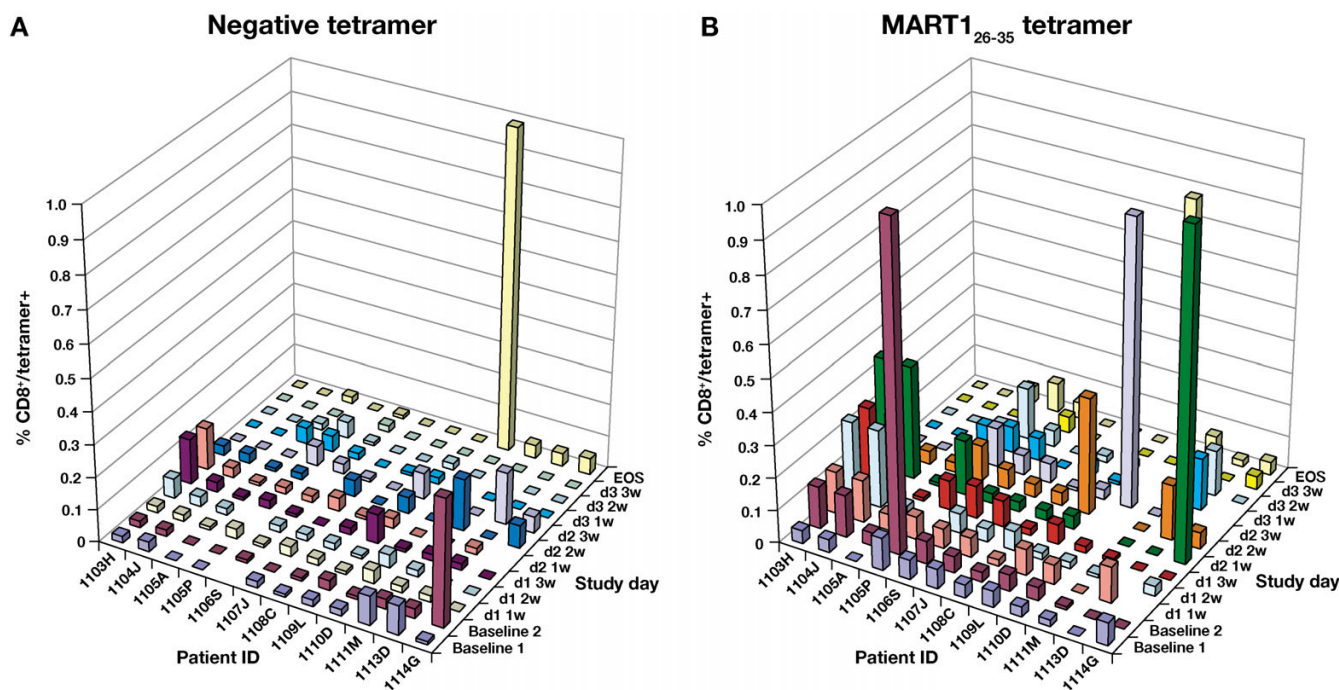 A
Negative tetramer
% CD8⁺/tetramer+
1.0
0.9
0.8
0.7
0.6
0.5
0.4
0.3
0.2
0.1
0
1103H
1104J
1105A
1105P
1106S
1107J
1108C
1109L
1110D
1111M
1113D
1114G
Patient ID
Baseline 1
Baseline 2
d1 1w
d1 2w
d1 3w
d2 1w
d2 2w
d2 3w
d3 1w
d3 2w
d3 3w
EOS
Study day
B
MART1₂₆₋₃₅ tetramer
% CD8⁺/tetramer+
1.0
0.9
0.8
0.7
0.6
0.5
0.4
0.3
0.2
0.1
0
1103H
1104J
1105A
1105P
1106S
1107J
1108C
1109L
1110D
1111M
1113D
1114G
Patient ID
Baseline 1
Baseline 2
d1 1w
d1 2w
d1 3w
d2 1w
d2 2w
d2 3w
d3 1w
d3 2w
d3 3w
EOS
Study day